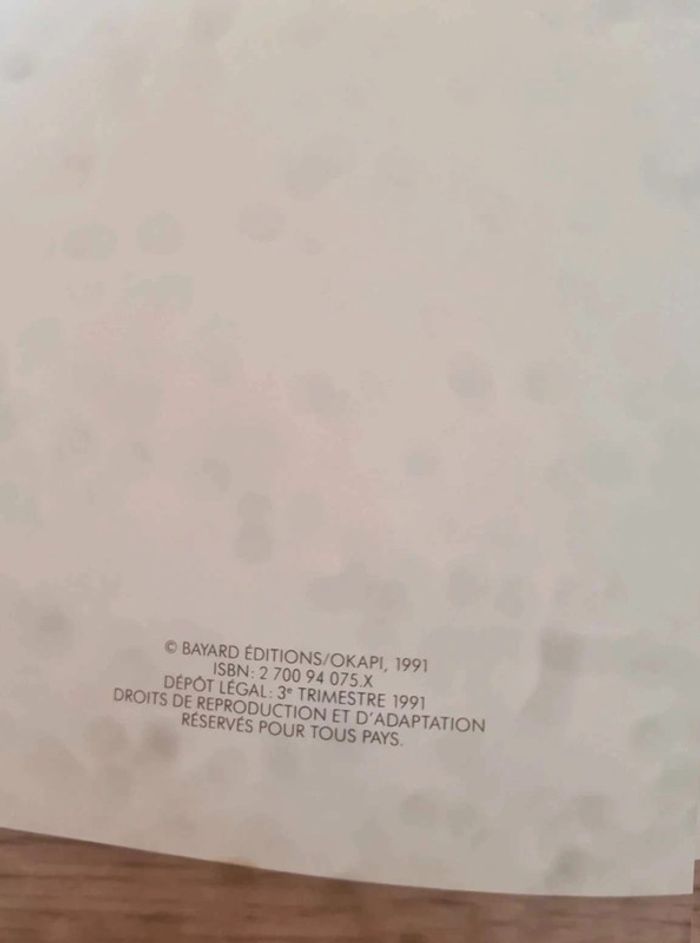 © BAYARD ÉDITIONS/OKAPI, 1991
ISBN: 2 700 94 075.X
DÉPÔT LÉGAL: 3e TRIMESTRE 1991
DROITS DE REPRODUCTION ET D'ADAPTATION
RÉSERVÉS POUR TOUS PAYS.